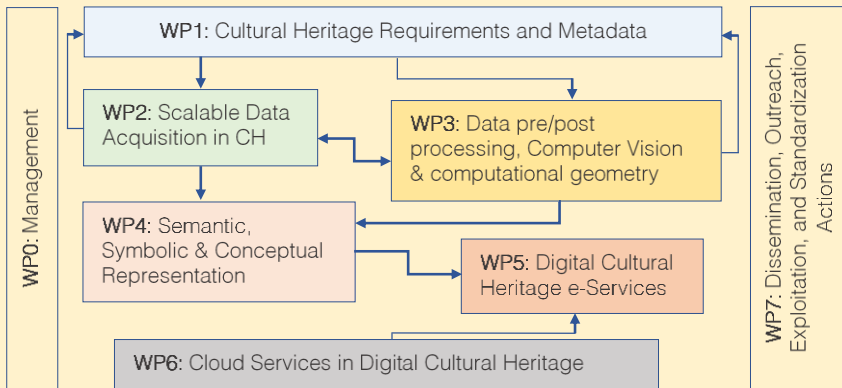 WP1: Cultural Heritage Requirements and Metadata
WP0: Management
WP2: Scalable Data
Acquisition in CH
WP3: Data pre/post
processing, Computer Vision
& computational geometry
WP4: Semantic,
Symbolic & Conceptual
Representation
WP5: Digital Cultural
Heritage e-Services
WP6: Cloud Services in Digital Cultural Heritage
WP7: Dissemination, Outreach,
Exploitation, and Standardization
Actions